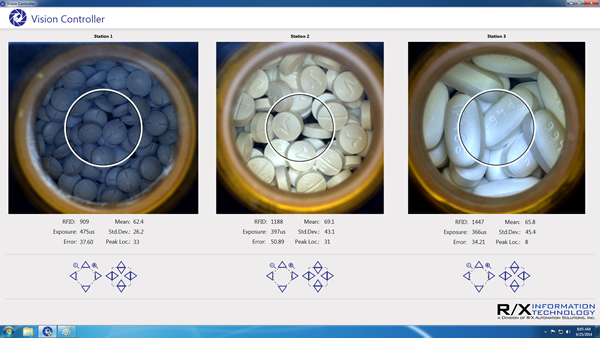 Vision Controller
Vision Controller
Station 1
Station 2
Station 3
RFID: 909 Mean: 62.4
Exposure: 475us Std.Dev.: 26.2
Error: 37.60 Peak Loc.: 33
RFID: 1188 Mean: 69.1
Exposure: 397us Std.Dev.: 43.1
Error: 50.89 Peak Loc.: 31
RFID: 1447 Mean: 65.8
Exposure: 366us Std.Dev.: 45.4
Error: 34.21 Peak Loc.: 8
R/X INFORMATION
TECHNOLOGY
A DIVISION OF R/X AUTOMATION SOLUTIONS, INC.
8:05 AM
6/25/2014